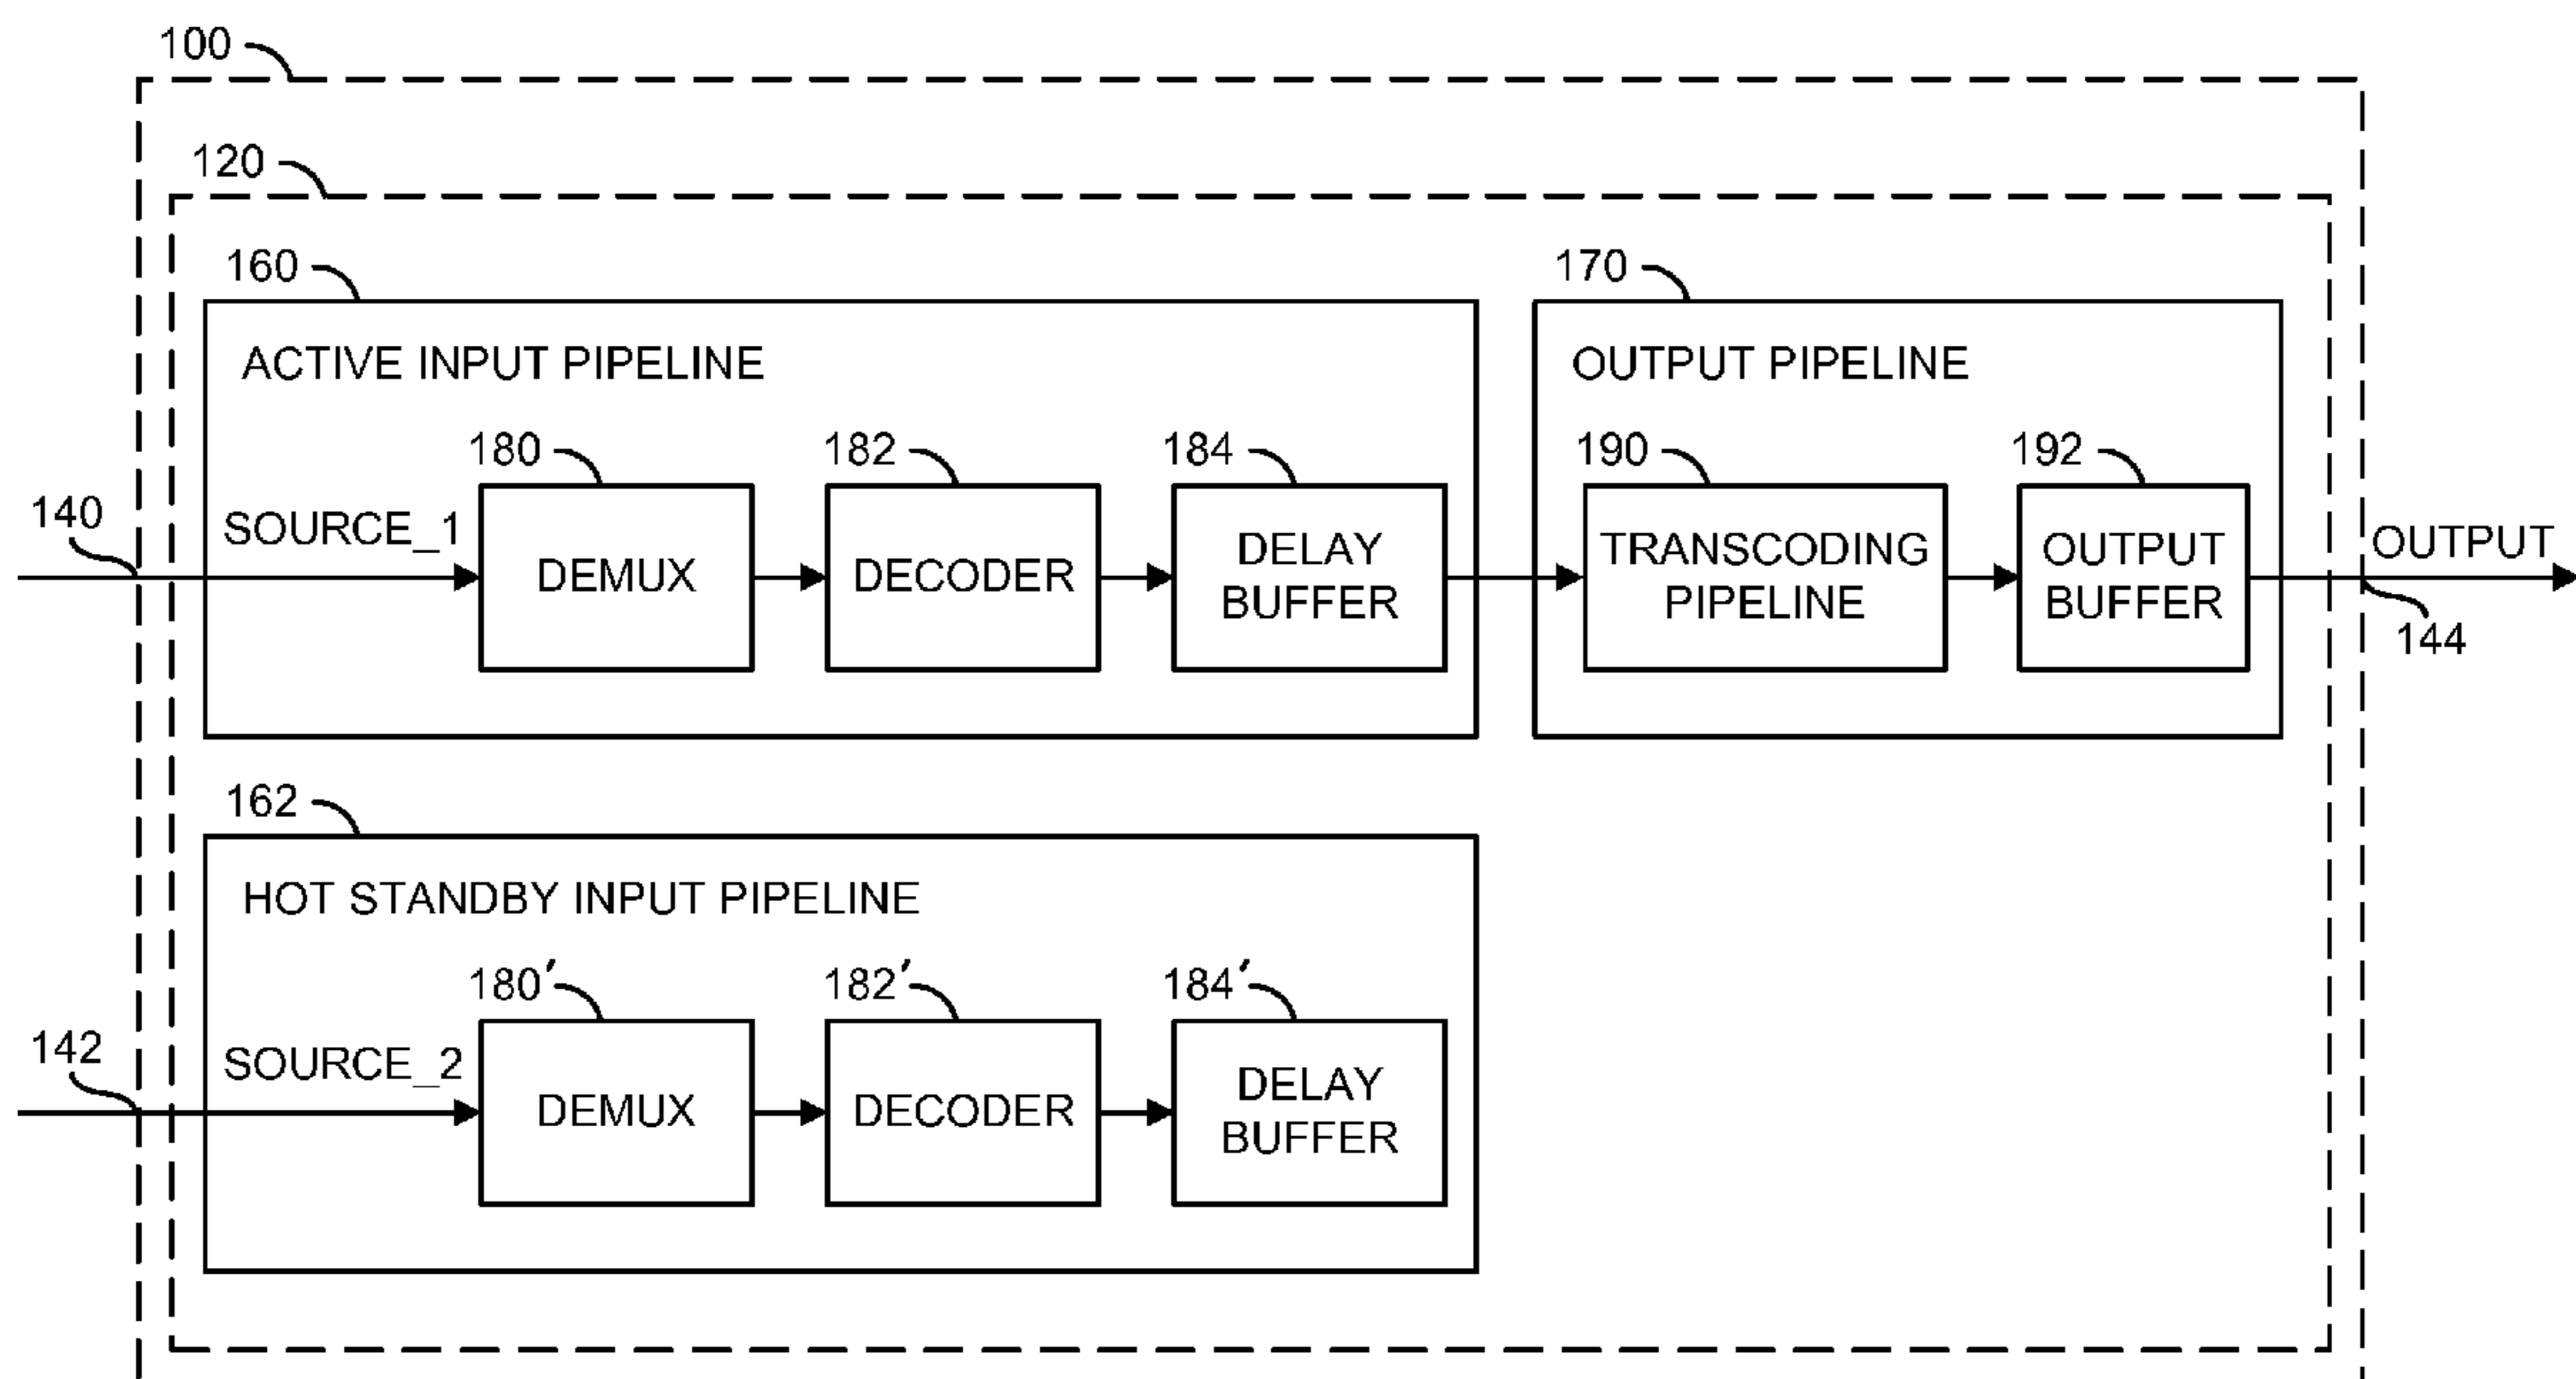 100
120
160
170
ACTIVE INPUT PIPELINE
OUTPUT PIPELINE
180
182
184
190
192
140
SOURCE_1
DEMUX
DECODER
DELAY
BUFFER
TRANSCODING
PIPELINE
OUTPUT
BUFFER
OUTPUT
144
162
HOT STANDBY INPUT PIPELINE
180′
182′
184′
142
SOURCE_2
DEMUX
DECODER
DELAY
BUFFER